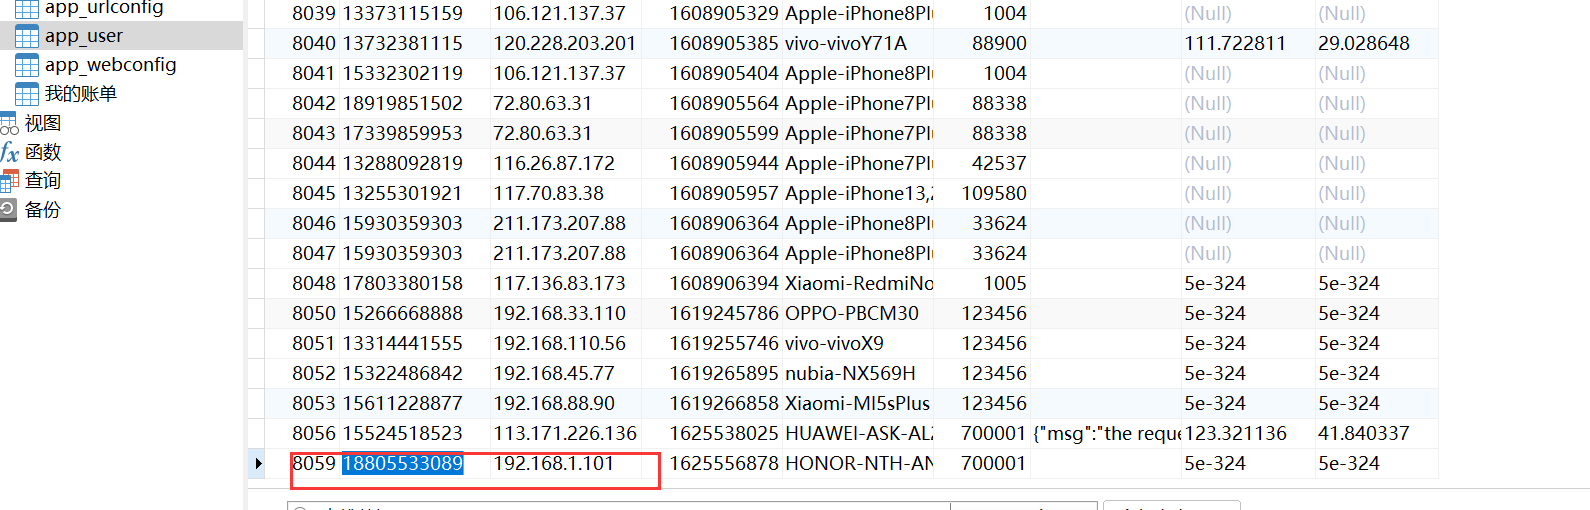 app_urlconfig
app_user
app_webconfig
我的账单
视图
fx 函数
查询
备份
8039 13373115159 106.121.137.37 1608905329 Apple-iPhone8Pl 1004 (Null) (Null)
8040 13732381115 120.228.203.201 1608905385 vivo-vivoY71A 88900 111.722811 29.028648
8041 15332302119 106.121.137.37 1608905404 Apple-iPhone8Pl 1004 (Null) (Null)
8042 18919851502 72.80.63.31 1608905564 Apple-iPhone7Pl 88338 (Null) (Null)
8043 17339859953 72.80.63.31 1608905599 Apple-iPhone7Pl 88338 (Null) (Null)
8044 13288092819 116.26.87.172 1608905944 Apple-iPhone7Pl 42537 (Null) (Null)
8045 13255301921 117.70.83.38 1608905957 Apple-iPhone13,2 109580 (Null) (Null)
8046 15930359303 211.173.207.88 1608906364 Apple-iPhone8Pl 33624 (Null) (Null)
8047 15930359303 211.173.207.88 1608906364 Apple-iPhone8Pl 33624 (Null) (Null)
8048 17803380158 117.136.83.173 1608906394 Xiaomi-RedmiNo 1005 5e-324 5e-324
8050 15266668888 192.168.33.110 1619245786 OPPO-PBCM30 123456 5e-324 5e-324
8051 13314441555 192.168.110.56 1619255746 vivo-vivoX9 123456 5e-324 5e-324
8052 15322486842 192.168.45.77 1619265895 nubia-NX569H 123456 5e-324 5e-324
8053 15611228877 192.168.88.90 1619266858 Xiaomi-MI5sPlus 123456 5e-324 5e-324
8056 15524518523 113.171.226.136 1625538025 HUAWEI-ASK-AL 700001 {"msg":"the reque 123.321136 41.840337
8059 18805533089 192.168.1.101 1625556878 HONOR-NTH-AN 700001 5e-324 5e-324